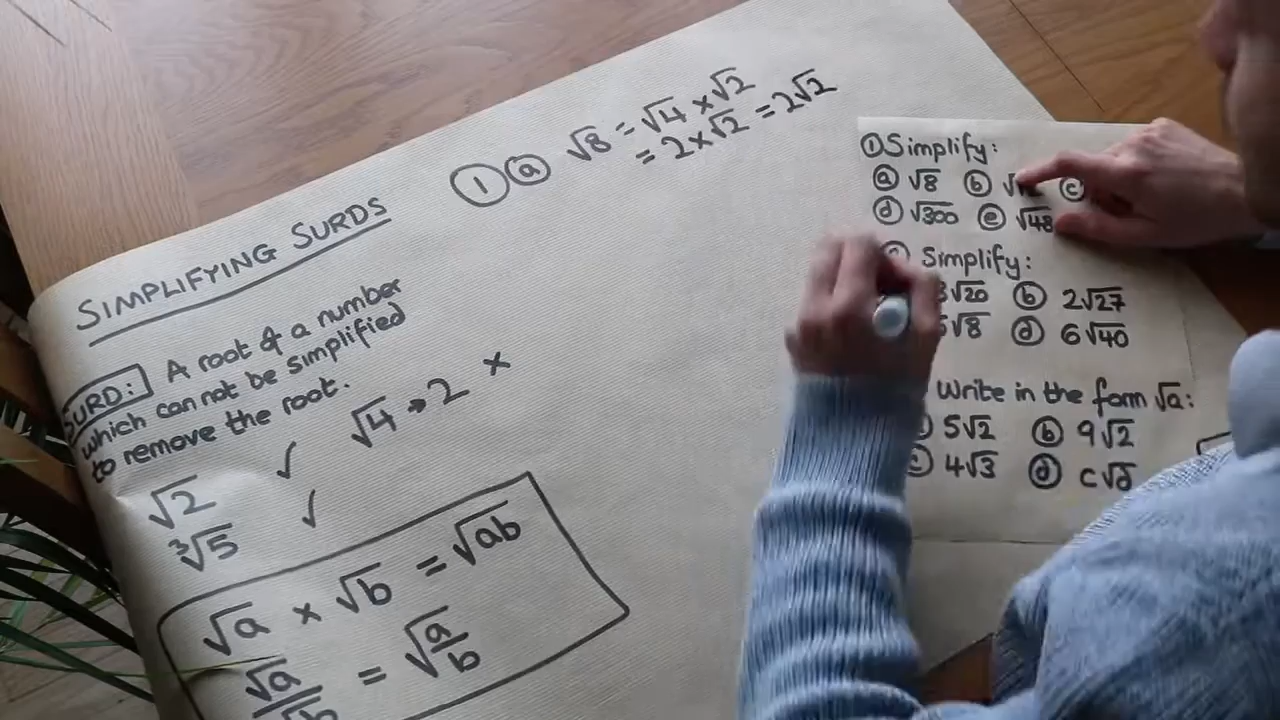 SIMPLIFYING SURDS
SURD: A root of a number
which can not be simplified
to remove the root.
√2 ✓ √4 → 2 ×
∛5 ✓
√a × √b = √ab
√a/√b = √a/b
① ⓐ √8 = √4 × √2
= 2×√2 = 2√2
① Simplify:
ⓐ √8 ⓑ ⓒ
ⓓ √300 ⓔ √48
Simplify:
3√20 ⓑ 2√27
√8 ⓓ 6√40
Write in the form √a:
5√2 ⓑ 9√2
ⓒ 4√3 ⓓ c√d